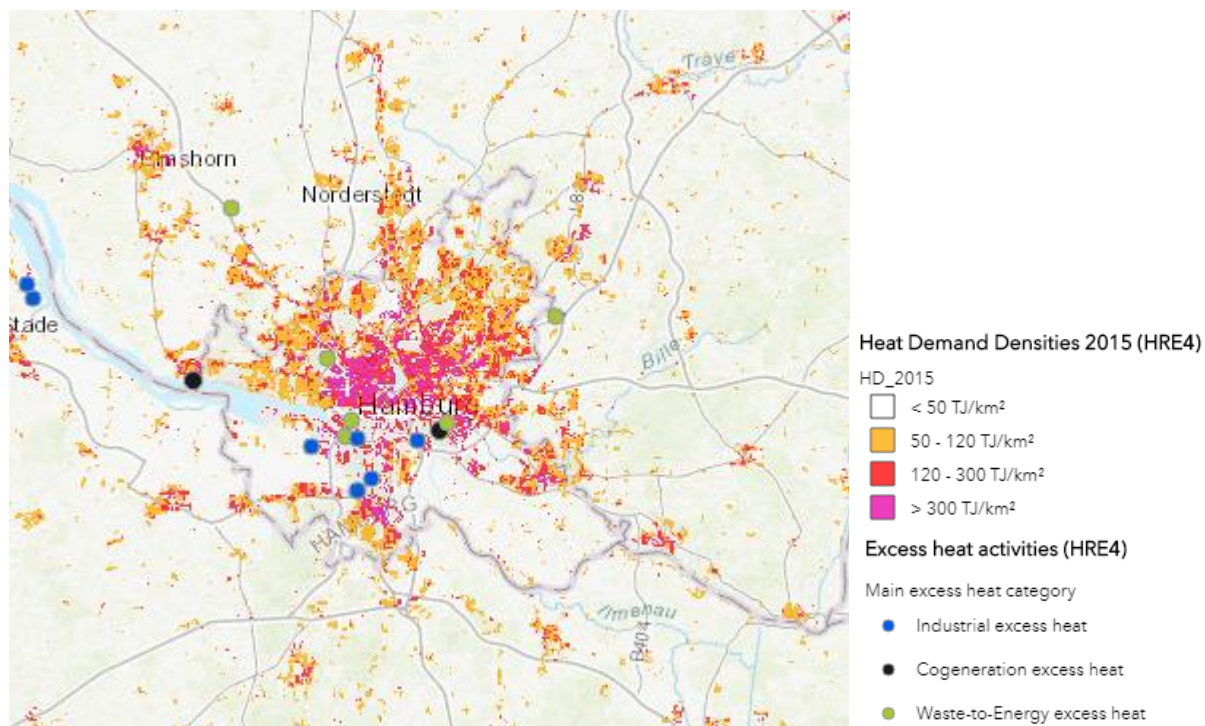 Trave
Elmshorn
Norderstedt
Stade
Bille
Hamburg
Heat Demand Densities 2015 (HRE4)
HD_2015
< 50 TJ/km²
50 - 120 TJ/km²
120 - 300 TJ/km²
> 300 TJ/km²
Ilmenau
B404
Excess heat activities (HRE4)
Main excess heat category
Industrial excess heat
Cogeneration excess heat
Waste-to-Energy excess heat